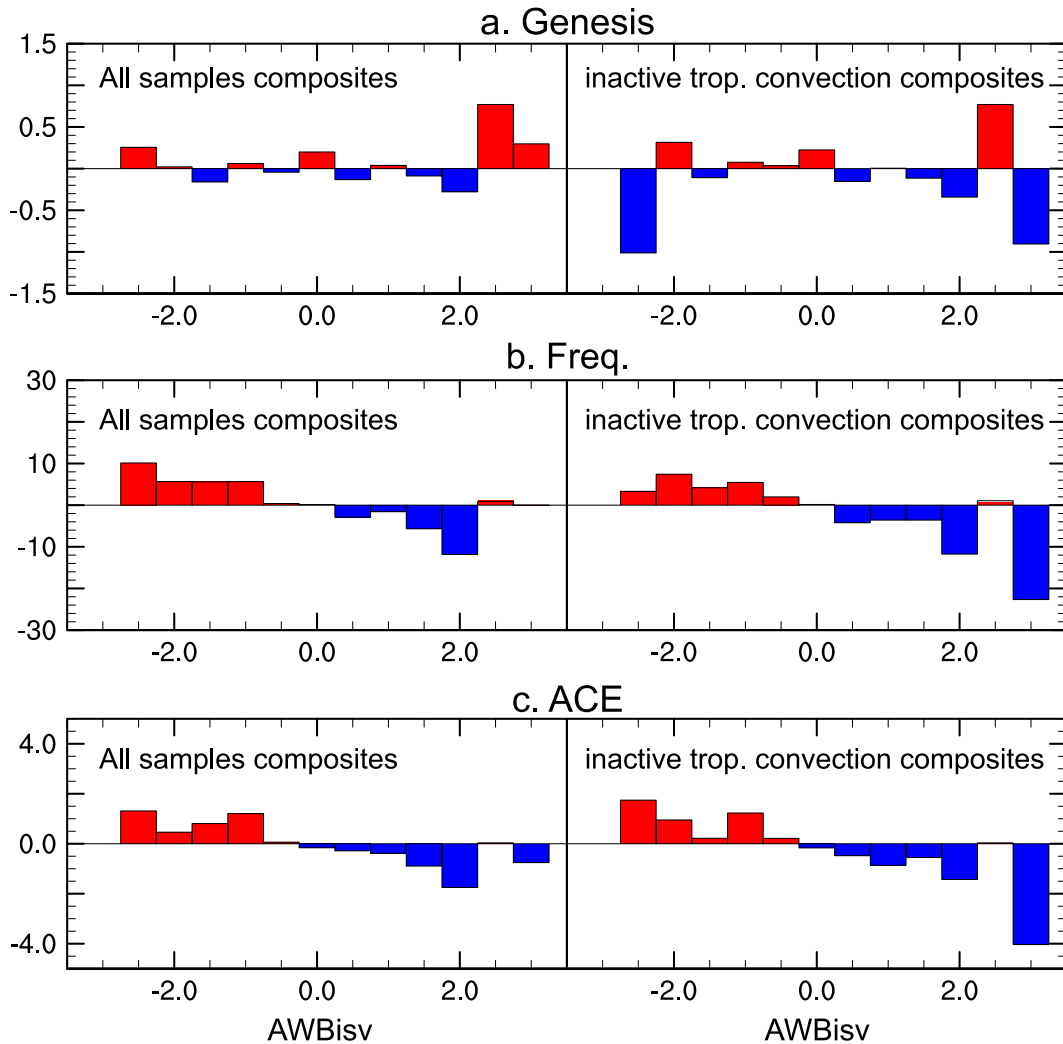 a. Genesis
All samples composites
inactive trop. convection composites
1.5
0.5
-0.5
-1.5
-2.0 0.0 2.0 -2.0 0.0 2.0
b. Freq.
All samples composites
inactive trop. convection composites
30
10
-10
-30
-2.0 0.0 2.0 -2.0 0.0 2.0
c. ACE
All samples composites
inactive trop. convection composites
4.0
0.0
-4.0
-2.0 0.0 2.0 -2.0 0.0 2.0
AWBisv AWBisv